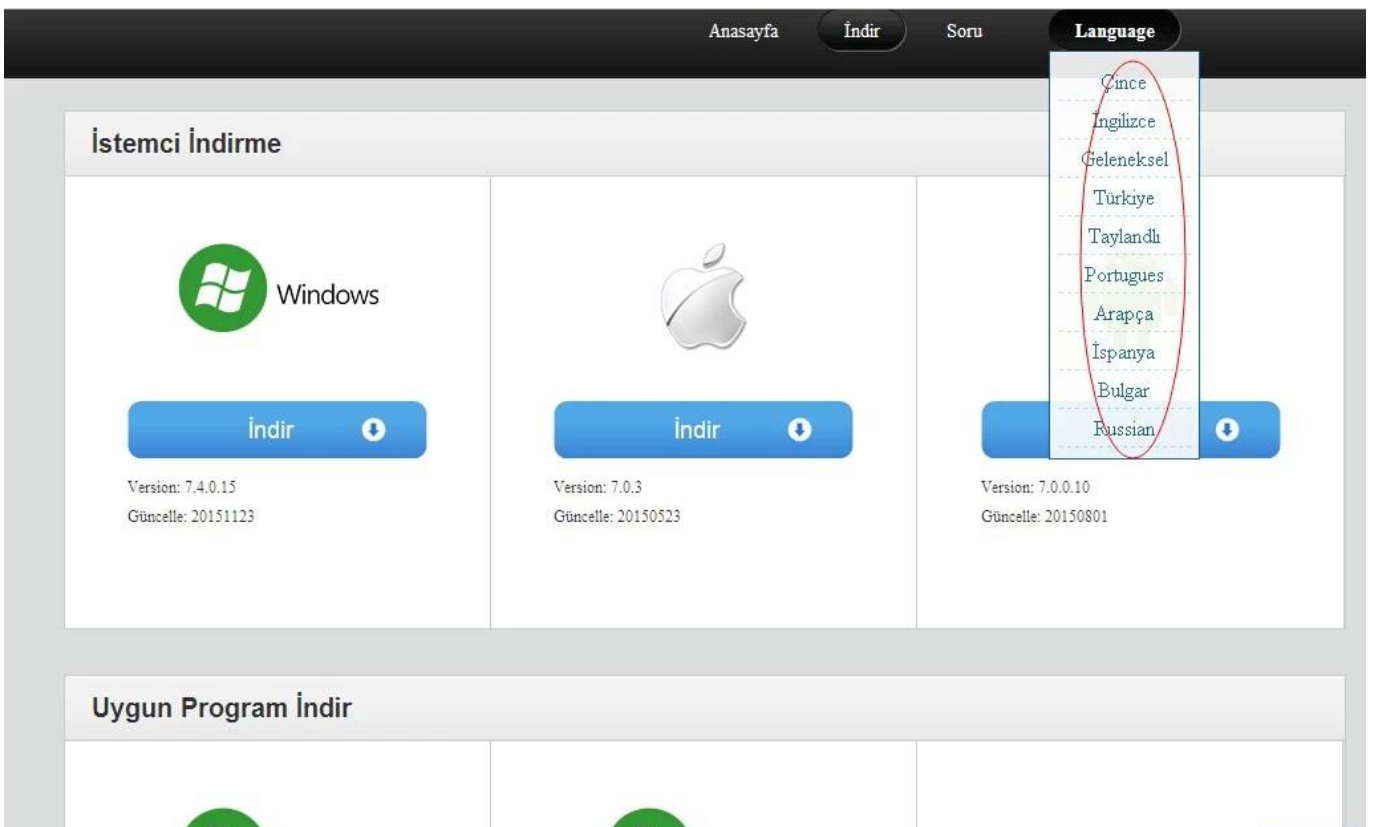 Anasayfa İndir Soru Language
Çince
İngilizce
Geleneksel
Türkiye
Taylandlı
Portugues
Arapça
İspanya
Bulgar
Russian
İstemci İndirme
Windows
İndir İndir
Version: 7.4.0.15 Version: 7.0.3 Version: 7.0.0.10
Güncelle: 20151123 Güncelle: 20150523 Güncelle: 20150801
Uygun Program İndir